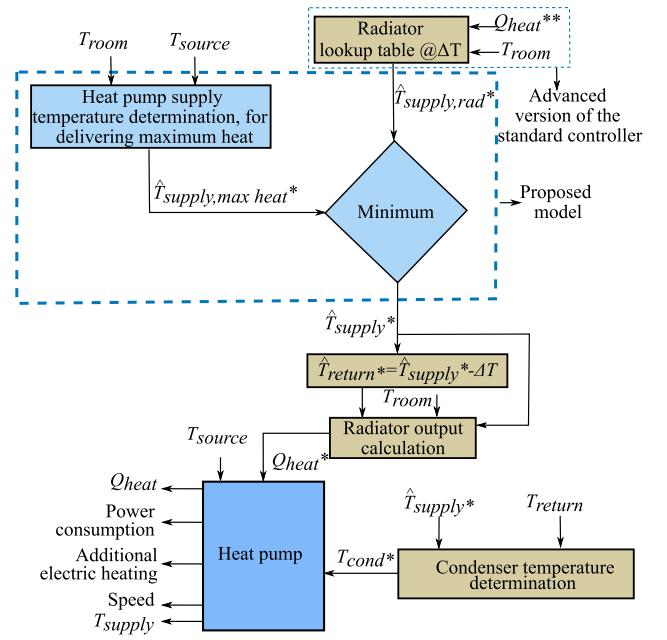 T_room
T_source
Radiator
lookup table @ΔT
Q_heat**
T_room
Heat pump supply
temperature determination, for
delivering maximum heat
T̂_supply,rad*
Advanced
version of the
standard controller
T̂_supply,max heat*
Minimum
Proposed
model
T̂_supply*
T̂_return*=T̂_supply*-ΔT
T_room
Radiator output
calculation
T_source
Q_heat*
Q_heat
Power
consumption
Additional
electric heating
Speed
T_supply
Heat pump
T̂_supply*
T_return
T_cond*
Condenser temperature
determination